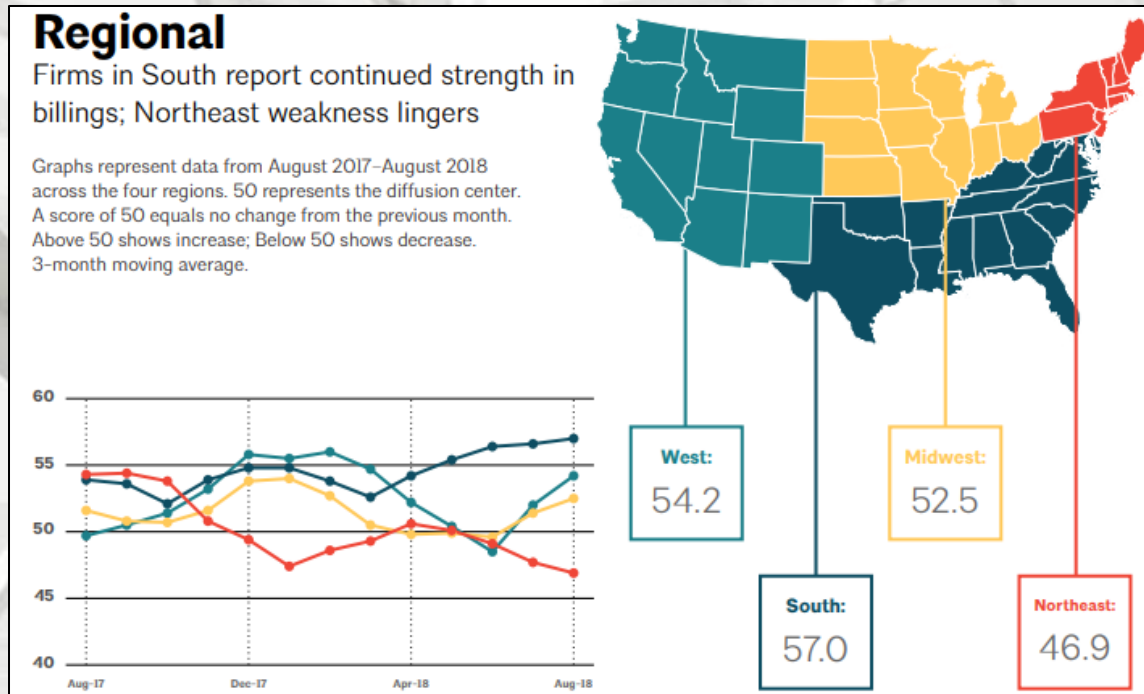 Regional
Firms in South report continued strength in
billings; Northeast weakness lingers
Graphs represent data from August 2017–August 2018
across the four regions. 50 represents the diffusion center.
A score of 50 equals no change from the previous month.
Above 50 shows increase; Below 50 shows decrease.
3-month moving average.
60
55
50
45
40
Aug-17
Dec-17
Apr-18
Aug-18
West:
54.2
Midwest:
52.5
South:
57.0
Northeast:
46.9